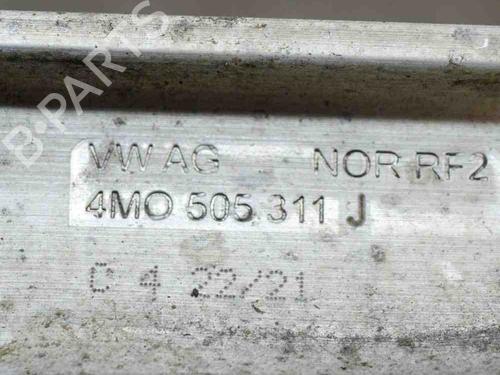 B-PARTS
VW AG NOR RF2
4M0 505 311 J
C 4 22/21